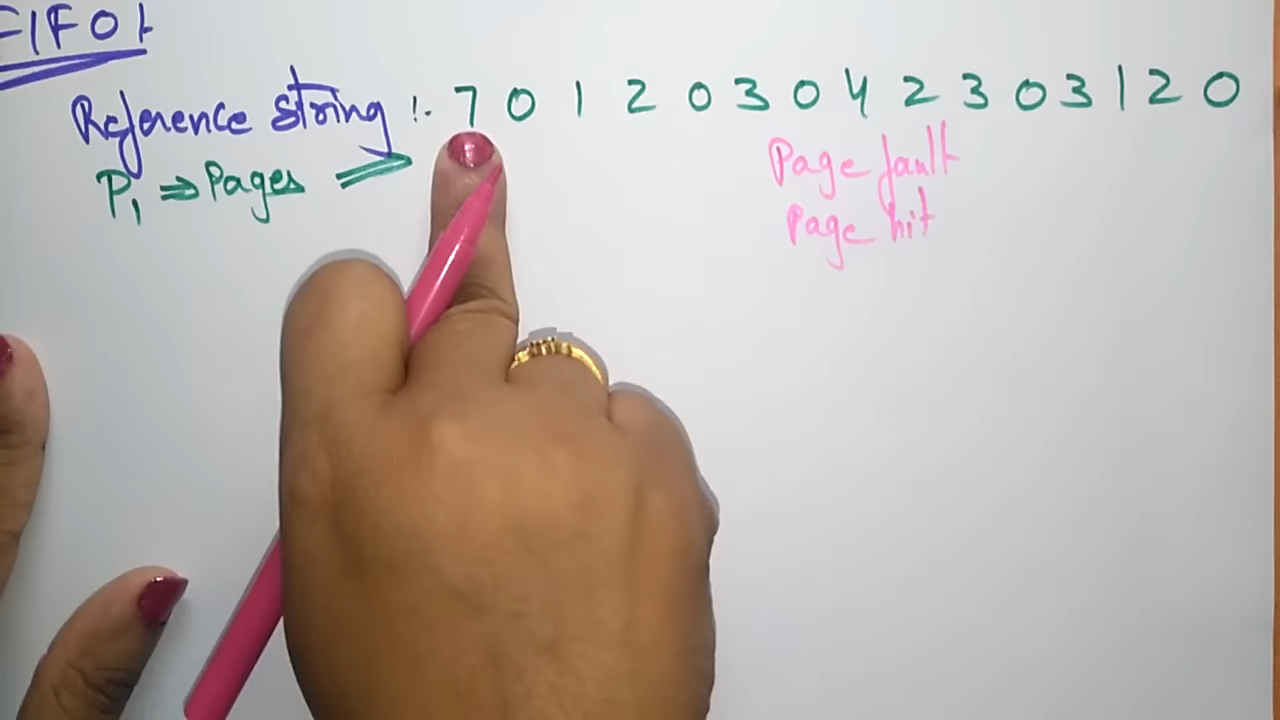 FIFO :-
Reference string :- 7 0 1 2 0 3 0 4 2 3 0 3 1 2 0
P1 ⇒ Pages ⇒
Page fault
Page hit